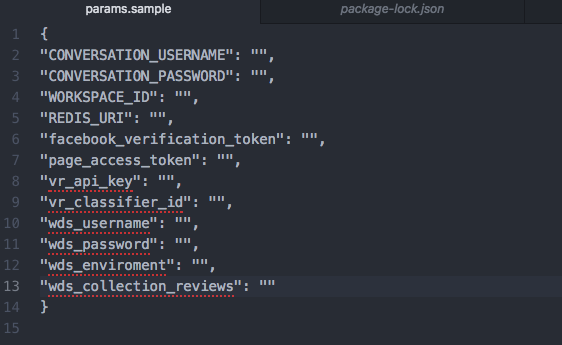 params.sample package-lock.json
1 {
2 "CONVERSATION_USERNAME": "",
3 "CONVERSATION_PASSWORD": "",
4 "WORKSPACE_ID": "",
5 "REDIS_URI": "",
6 "facebook_verification_token": "",
7 "page_access_token": "",
8 "vr_api_key": "",
9 "vr_classifier_id": "",
10 "wds_username": "",
11 "wds_password": "",
12 "wds_enviroment": "",
13 "wds_collection_reviews": ""
14 }
15